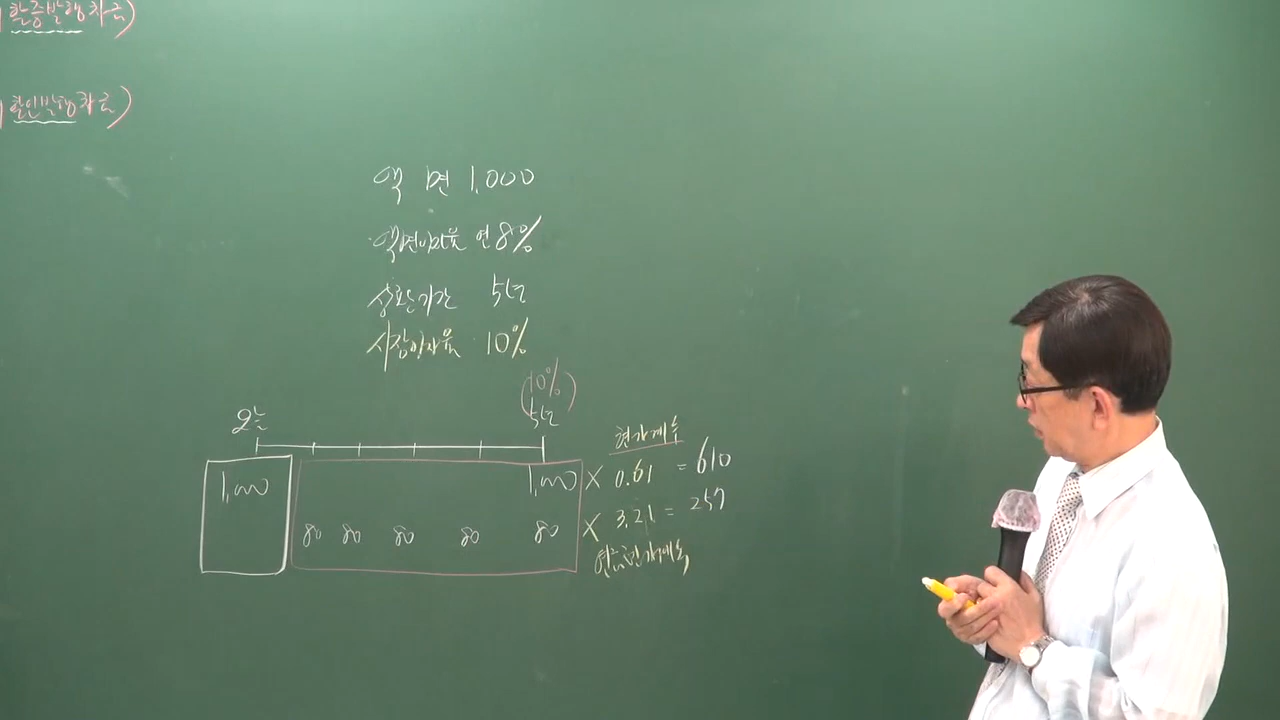 할증발행차금)
할인발행차금)
액 면 1,000
액면이자율 연 8%
상환기간 5년
시장이자율 10%
(10%)
오늘 5년
현가계수
1,000 1,000 × 0.61 = 610
80 80 80 80 80 × 3.21 = 257
연금현가계수